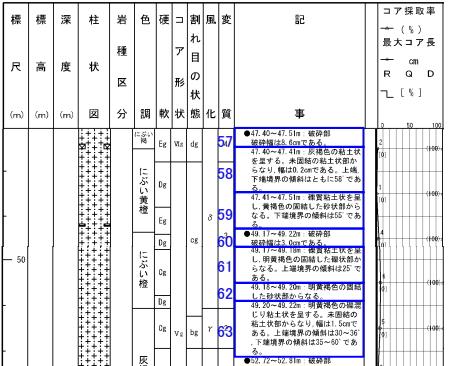 標 標 深 柱 岩 色 硬 コ 割 風 変 記 コア採取率
尺 高 度 状 種 調 軟 ア れ 化 質 事 (%)
(m) (m) (m) 図 区 形 目 最大コア長
分 状 の cm
状 R Q D
態 [%]
0 50 100
にぶい橙
にぶい黄橙
にぶい橙
灰
50
Eg Ⅵs dg
Dg
Eg
Dg
Cg
Dg
Cg Ⅴs bg
cg
β
γ
57
58
59
60
61
62
63
●47.40〜47.51m：破砕部
破砕幅は8.6cmである。
47.40〜47.41m：灰褐色の粘土状
を呈する。未固結の粘土状部か
らなり,幅は0.2cmである。上端,
下端境界の傾斜はともに58ﾟであ
る。
47.41〜47.51m：礫質粘土状を呈
し,黄褐色の固結した砂状部から
なる。下端境界の傾斜は55ﾟであ
る。
●49.17〜49.22m：破砕部
破砕幅は3.0cmである。
49.17〜49.18m：礫質粘土状を呈
し,明黄褐色の固結した礫状部か
らなる。上端境界の傾斜は25ﾟで
ある。
49.18〜49.20m：明黄褐色の固結
した砂状部からなる。
49.20〜49.22m：明黄褐色の礫混
じり粘土状を呈する。未固結の
粘土状部からなり,幅は1.5cmで
ある。上端境界の傾斜は30〜36ﾟ
,下端境界の傾斜は35〜60ﾟであ
る。
●52.72〜52.81m：破砕部
(100)
(100)
(100)
(100)